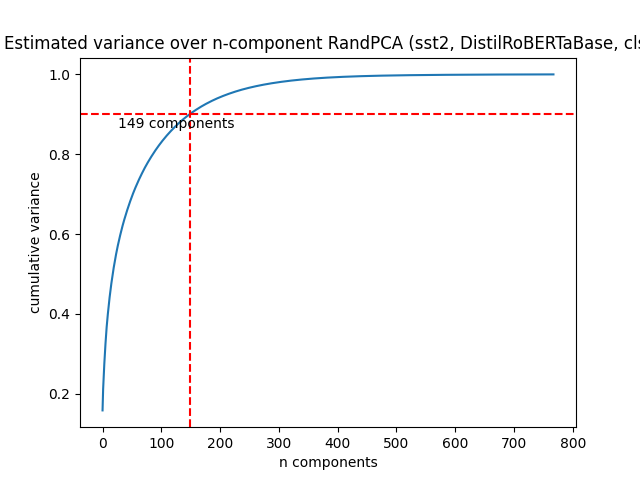 Estimated variance over n-component RandPCA (sst2, DistilRoBERTaBase, cls
1.0
0.8
0.6
0.4
0.2
cumulative variance
149 components
0 100 200 300 400 500 600 700 800
n components